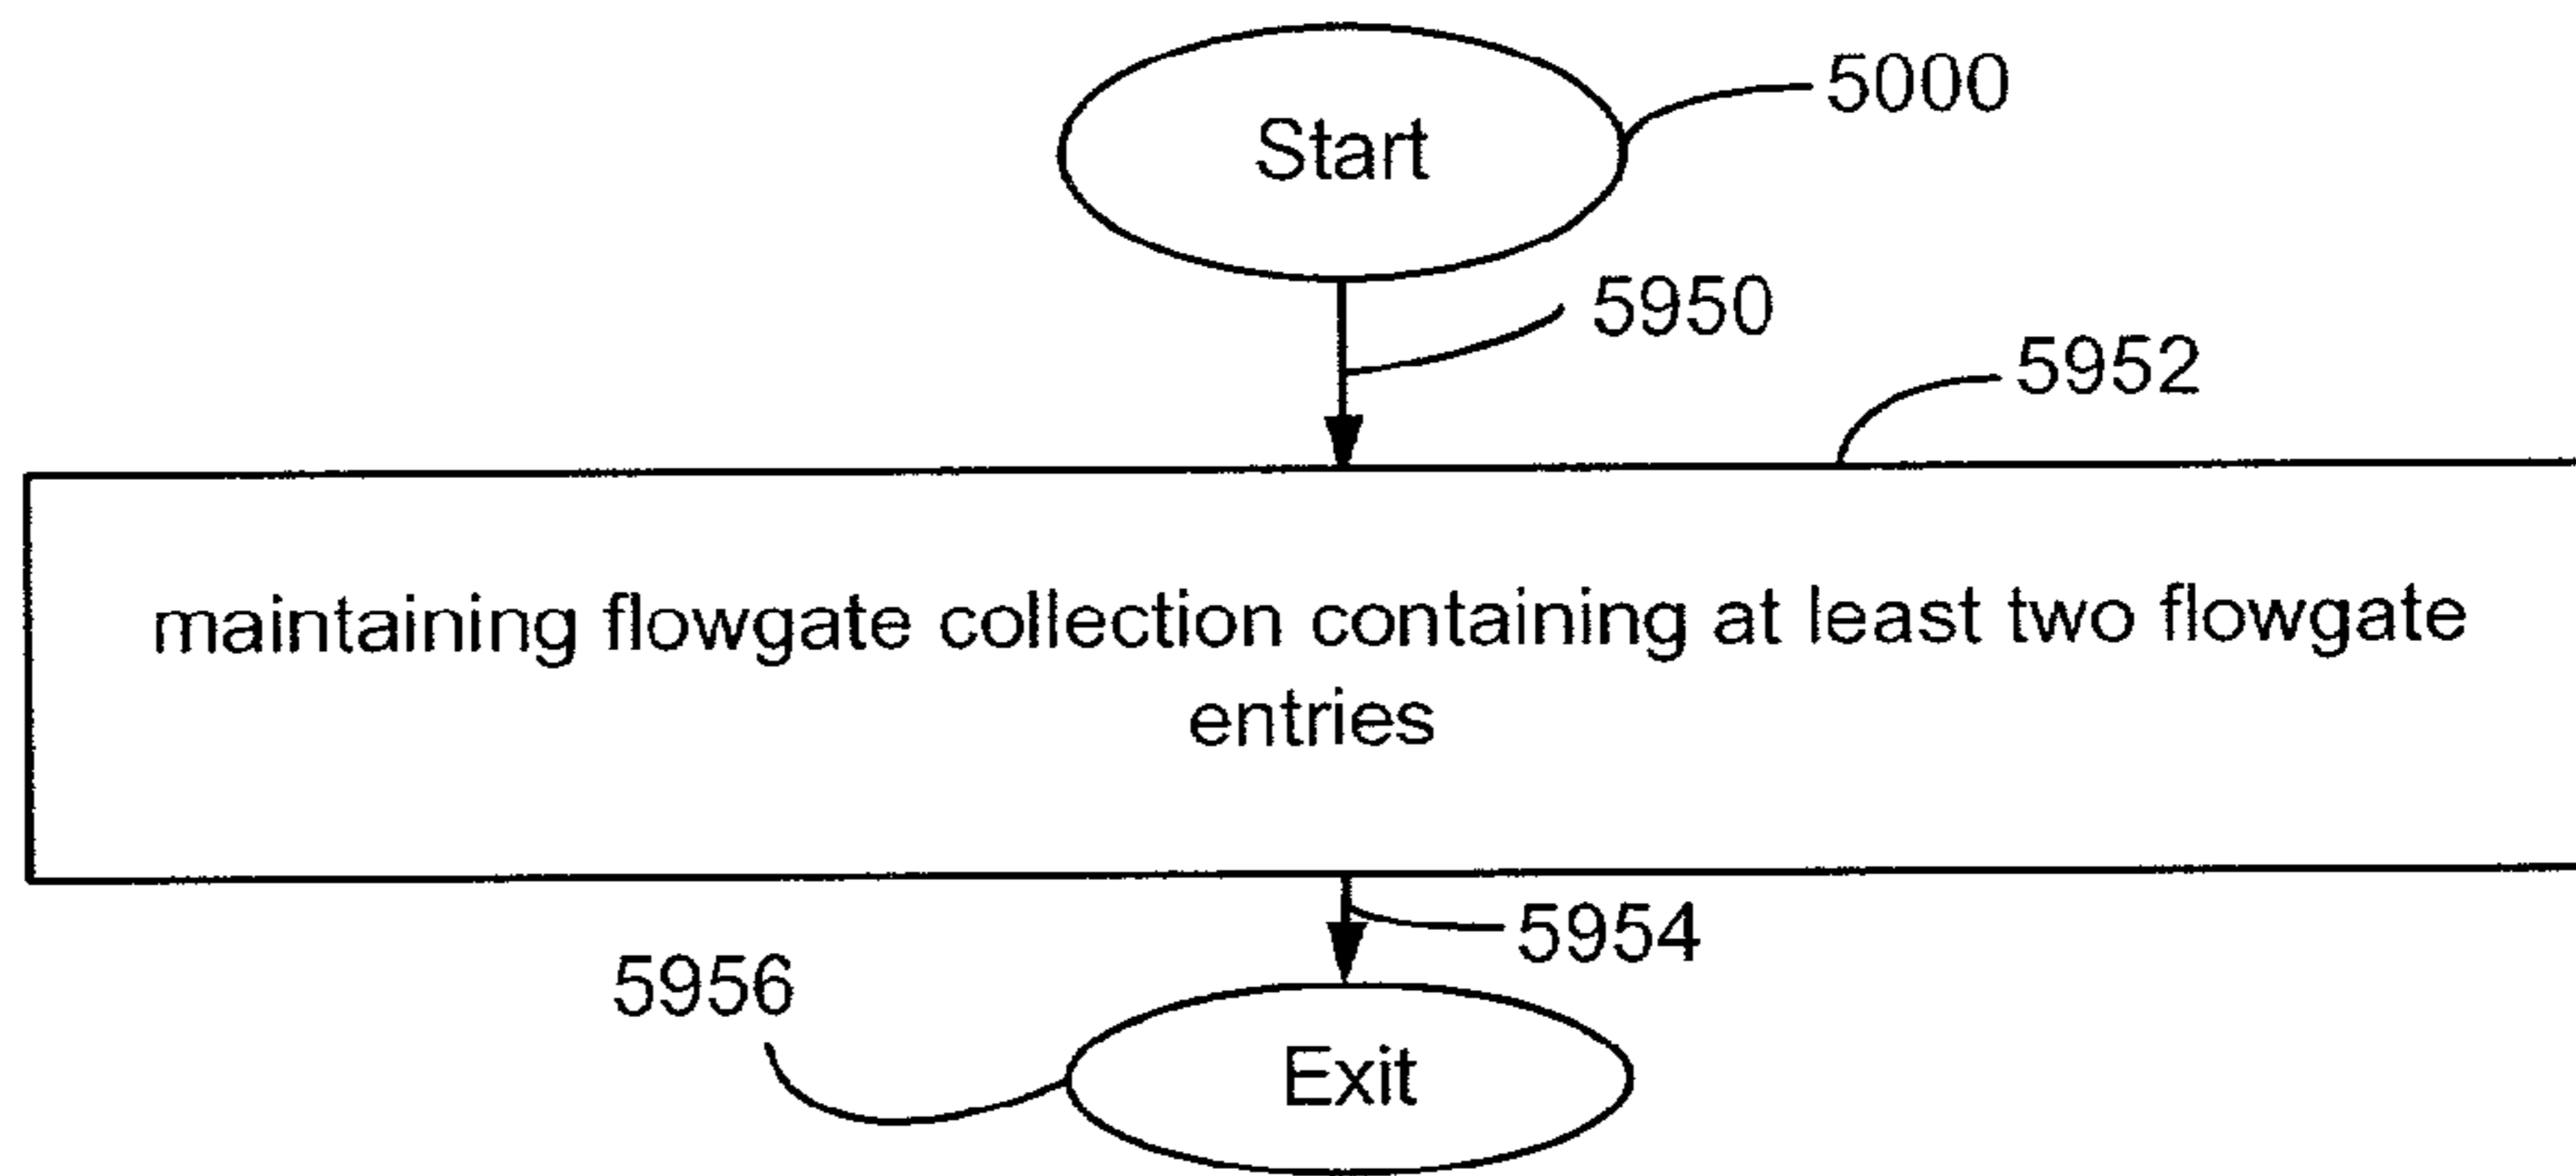 Start
5000
5950
5952
maintaining flowgate collection containing at least two flowgate
entries
5954
5956
Exit